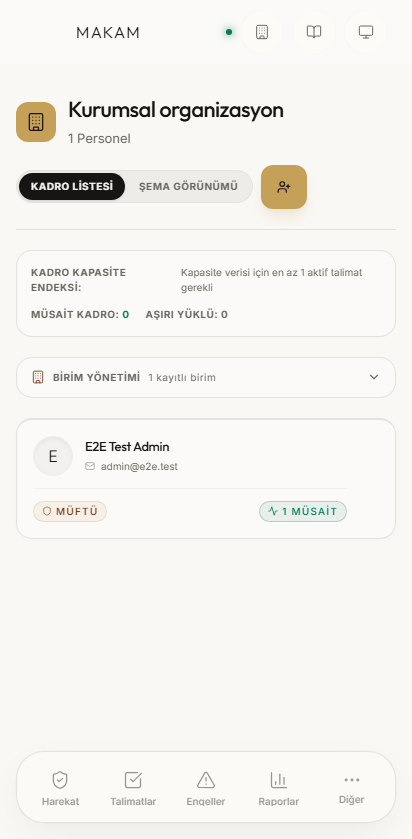 MAKAM
Kurumsal organizasyon
1 Personel
KADRO LİSTESİ
ŞEMA GÖRÜNÜMÜ
KADRO KAPASİTE ENDEKSİ:
Kapasite verisi için en az 1 aktif talimat gerekli
MÜSAİT KADRO: 0 AŞIRI YÜKLÜ: 0
BİRİM YÖNETİMİ 1 kayıtlı birim
E
E2E Test Admin
admin@e2e.test
MÜFTÜ
1 MÜSAİT
Harekat
Talimatlar
Engeller
Raporlar
Diğer